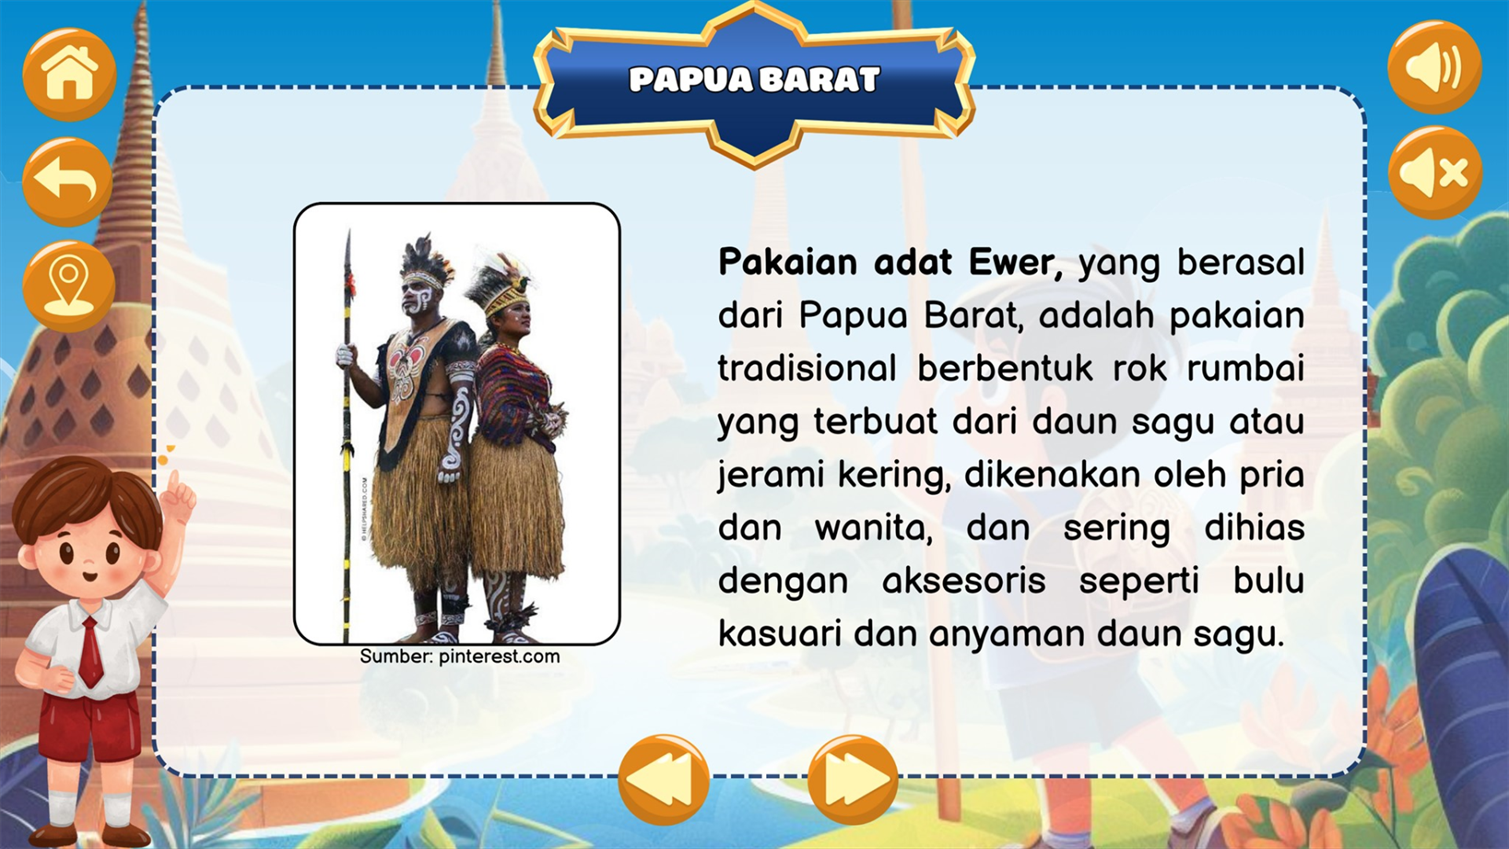 PAPUA BARAT
Pakaian adat Ewer, yang berasal
dari Papua Barat, adalah pakaian
tradisional berbentuk rok rumbai
yang terbuat dari daun sagu atau
jerami kering, dikenakan oleh pria
dan wanita, dan sering dihias
dengan aksesoris seperti bulu
kasuari dan anyaman daun sagu.
© HELPSHARED.COM
Sumber: pinterest.com